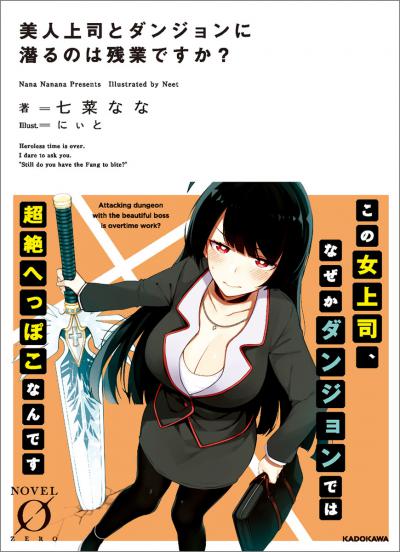 美人上司とダンジョンに
潜るのは残業ですか？
Nana Nanana Presents Illustrated by Neet
著＝七菜なな
Illust.＝にぃと
Heroless time is over.
I dare to ask you.
"Still do you have the Fang to bite?"
Attacking dungeon
with the beautiful boss
is overtime work?
この女上司、
なぜかダンジョンでは
超絶へっぽこなんです
NOVEL
0
ZERO
KADOKAWA